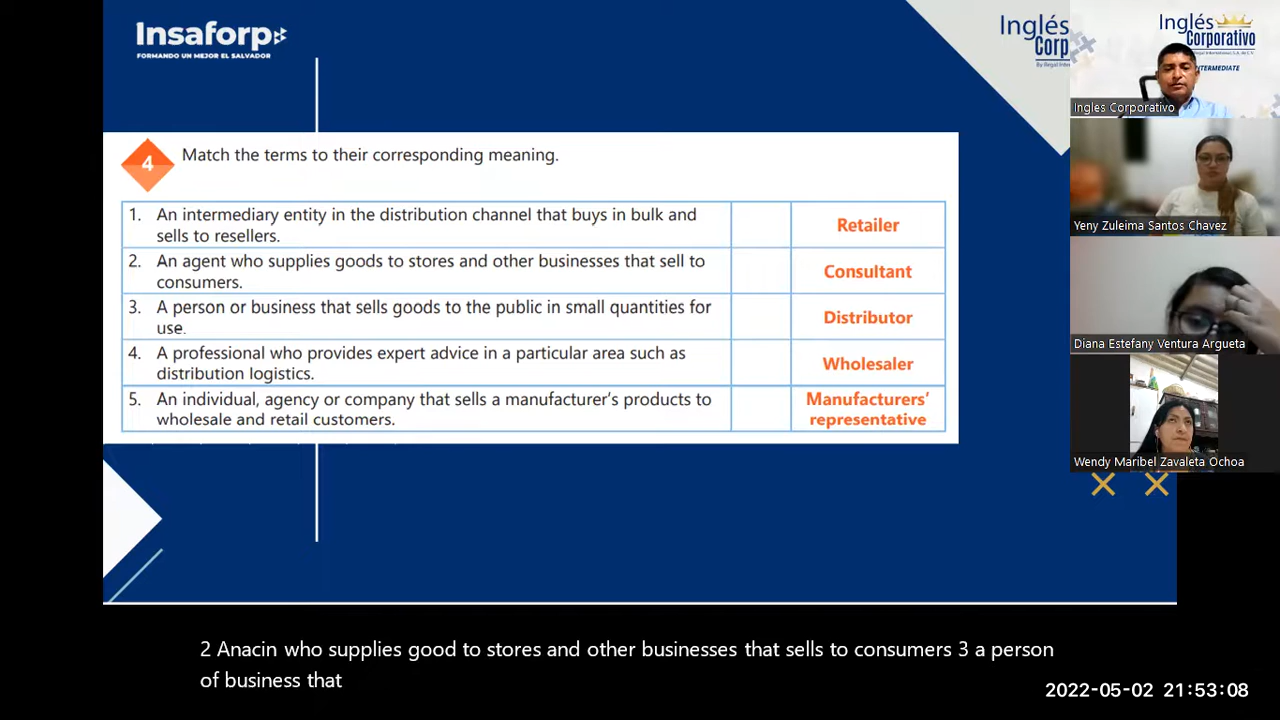 Insaforp
FORMANDO UN MEJOR EL SALVADOR
Inglés
Corp
Inglés
Corporativo
INTERMEDIATE
Ingles Corporativo
4
Match the terms to their corresponding meaning.
1. An intermediary entity in the distribution channel that buys in bulk and
sells to resellers.
Retailer
2. An agent who supplies goods to stores and other businesses that sell to
consumers.
Consultant
3. A person or business that sells goods to the public in small quantities for
use.
Distributor
4. A professional who provides expert advice in a particular area such as
distribution logistics.
Wholesaler
5. An individual, agency or company that sells a manufacturer's products to
wholesale and retail customers.
Manufacturers'
representative
Yeny Zuleima Santos Chavez
Diana Estefany Ventura Argueta
Wendy Maribel Zavaleta Ochoa
2 Anacin who supplies good to stores and other businesses that sells to consumers 3 a person
of business that
2022-05-02 21:53:08